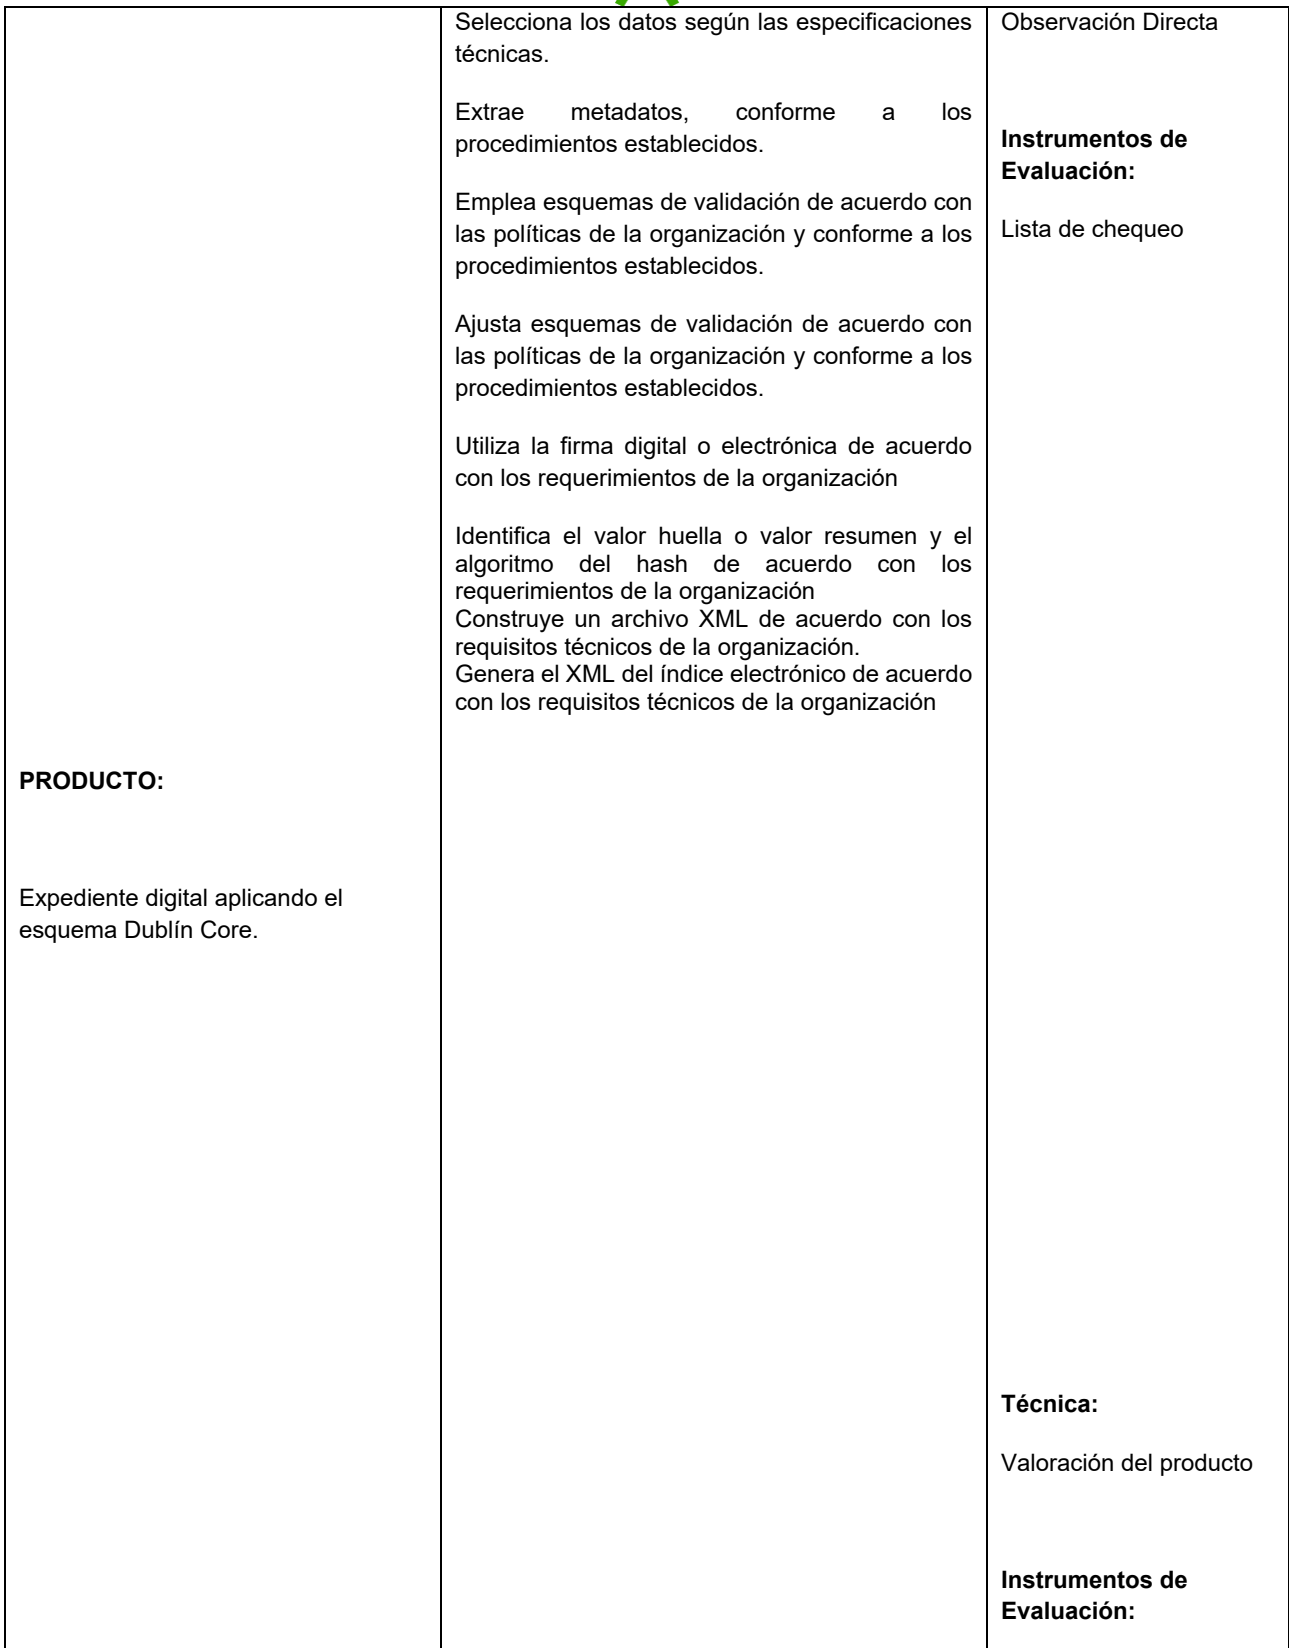 Selecciona los datos según las especificaciones
técnicas.
Extrae metadatos, conforme a los
procedimientos establecidos.
Emplea esquemas de validación de acuerdo con
las políticas de la organización y conforme a los
procedimientos establecidos.
Ajusta esquemas de validación de acuerdo con
las políticas de la organización y conforme a los
procedimientos establecidos.
Utiliza la firma digital o electrónica de acuerdo
con los requerimientos de la organización
Identifica el valor huella o valor resumen y el
algoritmo del hash de acuerdo con los
requerimientos de la organización
Construye un archivo XML de acuerdo con los
requisitos técnicos de la organización.
Genera el XML del índice electrónico de acuerdo
con los requisitos técnicos de la organización
Observación Directa
Instrumentos de
Evaluación:
Lista de chequeo
PRODUCTO:
Expediente digital aplicando el
esquema Dublín Core.
Técnica:
Valoración del producto
Instrumentos de
Evaluación: